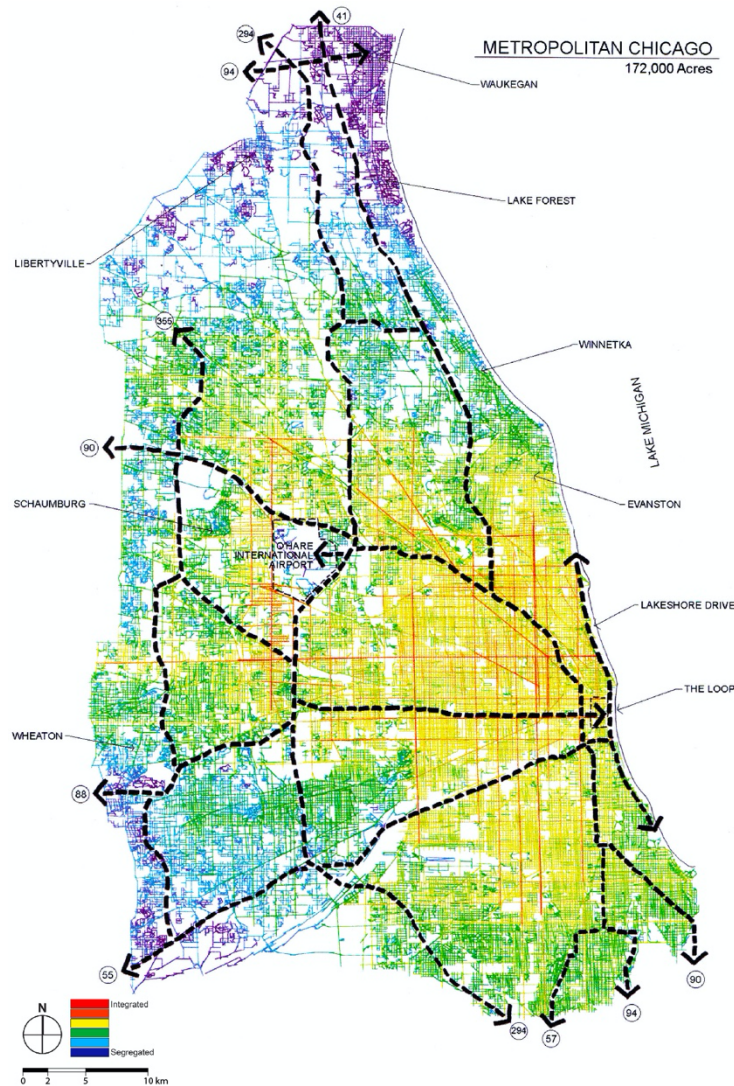 41
294
94
METROPOLITAN CHICAGO
172,000 Acres
WAUKEGAN
LAKE FOREST
LIBERTYVILLE
355
WINNETKA
LAKE MICHIGAN
90
EVANSTON
SCHAUMBURG
O'HARE
INTERNATIONAL
AIRPORT
LAKESHORE DRIVE
THE LOOP
WHEATON
88
55
90
94
294
57
N
Integrated
Segregated
0 2 5 10 km